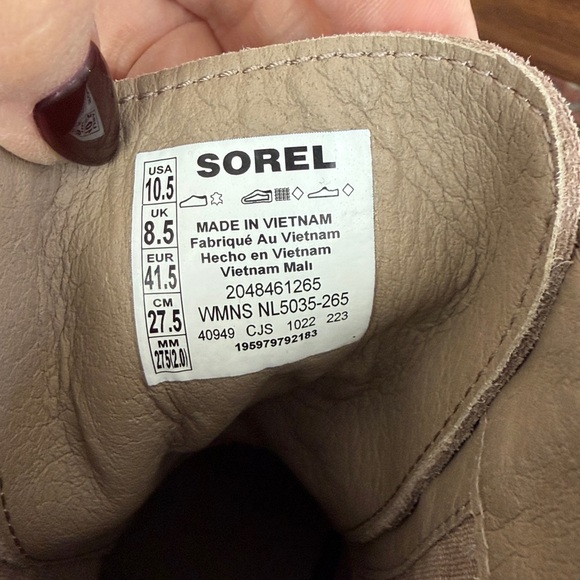 SOREL
USA
10.5
UK
8.5
EUR
41.5
CM
27.5
MM
275(2.0)
MADE IN VIETNAM
Fabriqué Au Vietnam
Hecho en Vietnam
Vietnam Malı
2048461265
WMNS NL5035-265
40949 CJS 1022 223
195979792183